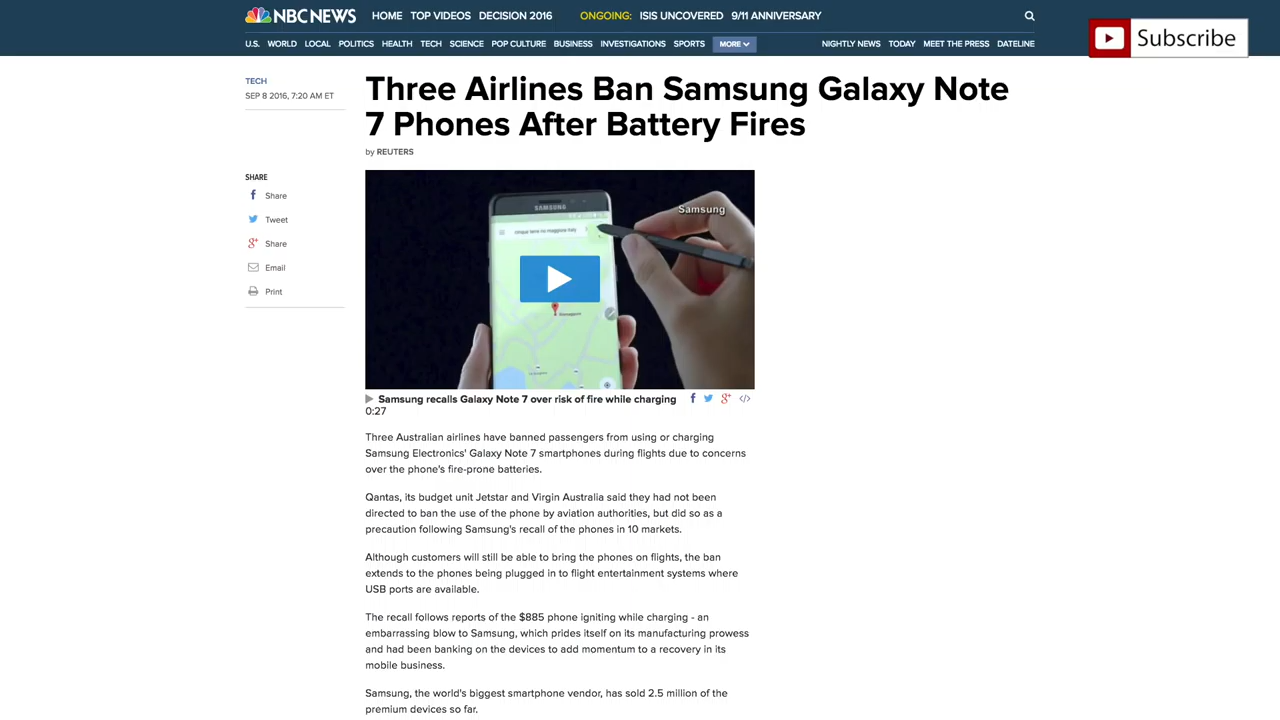 NBC NEWS HOME TOP VIDEOS DECISION 2016 ONGOING: ISIS UNCOVERED 9/11 ANNIVERSARY
Subscribe
U.S. WORLD LOCAL POLITICS HEALTH TECH SCIENCE POP CULTURE BUSINESS INVESTIGATIONS SPORTS MORE NIGHTLY NEWS TODAY MEET THE PRESS DATELINE
TECH
SEP 8 2016, 7:20 AM ET
Three Airlines Ban Samsung Galaxy Note
7 Phones After Battery Fires
by REUTERS
SHARE
Share
Tweet
Share
Email
Print
SAMSUNG
Samsung
Samsung recalls Galaxy Note 7 over risk of fire while charging
0:27
Three Australian airlines have banned passengers from using or charging
Samsung Electronics' Galaxy Note 7 smartphones during flights due to concerns
over the phone's fire-prone batteries.
Qantas, its budget unit Jetstar and Virgin Australia said they had not been
directed to ban the use of the phone by aviation authorities, but did so as a
precaution following Samsung's recall of the phones in 10 markets.
Although customers will still be able to bring the phones on flights, the ban
extends to the phones being plugged in to flight entertainment systems where
USB ports are available.
The recall follows reports of the $885 phone igniting while charging - an
embarrassing blow to Samsung, which prides itself on its manufacturing prowess
and had been banking on the devices to add momentum to a recovery in its
mobile business.
Samsung, the world's biggest smartphone vendor, has sold 2.5 million of the
premium devices so far.